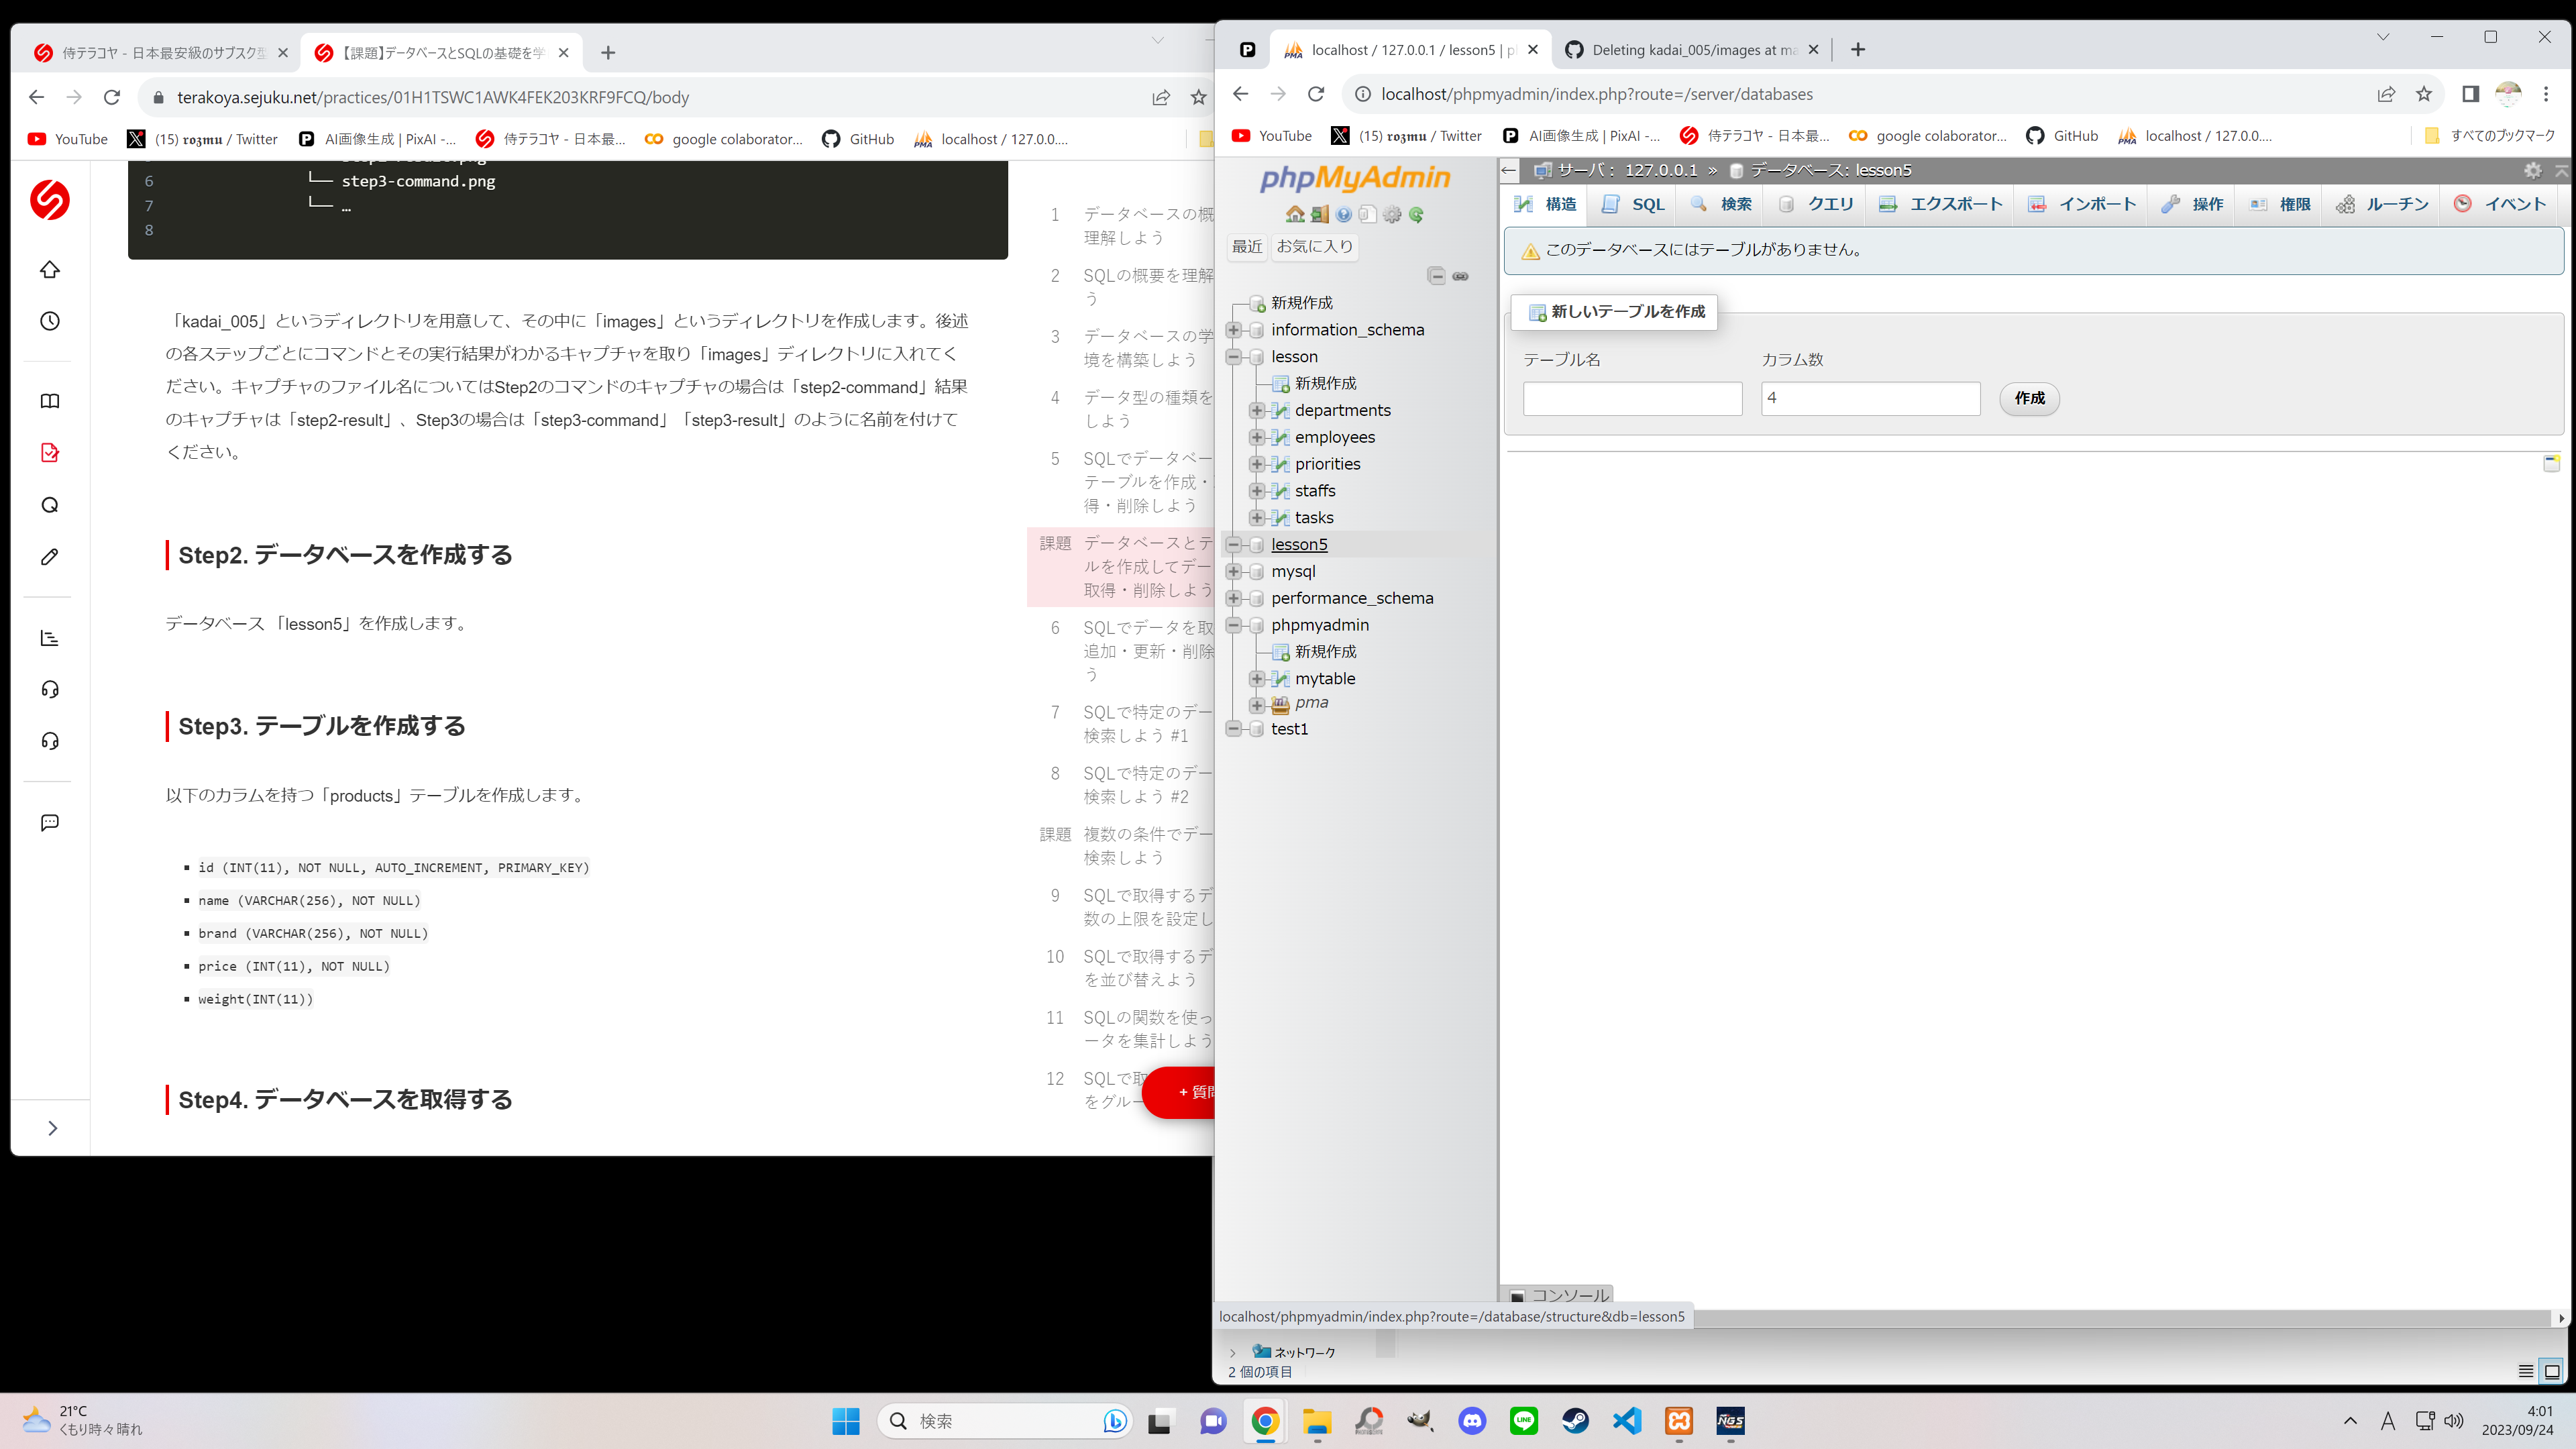 侍テラコヤ - 日本最安級のサブスク型
【課題】データベースとSQLの基礎を学
terakoya.sejuku.net/practices/01H1TSWC1AWK4FEK203KRF9FCQ/body
YouTube
(15) 𝖗𝖔𝖟𝖒𝖚 / Twitter
AI画像生成 | PixAI -...
侍テラコヤ - 日本最...
google colaborator...
GitHub
localhost / 127.0.0....
6 └── step3-command.png
7 └── …
8
「kadai_005」というディレクトリを用意して、その中に「images」というディレクトリを作成します。後述
の各ステップごとにコマンドとその実行結果がわかるキャプチャを取り「images」ディレクトリに入れてく
ださい。キャプチャのファイル名についてはStep2のコマンドのキャプチャの場合は「step2-command」結果
のキャプチャは「step2-result」、Step3の場合は「step3-command」「step3-result」のように名前を付けて
ください。
Step2. データベースを作成する
データベース 「lesson5」を作成します。
Step3. テーブルを作成する
以下のカラムを持つ「products」テーブルを作成します。
id (INT(11), NOT NULL, AUTO_INCREMENT, PRIMARY_KEY)
name (VARCHAR(256), NOT NULL)
brand (VARCHAR(256), NOT NULL)
price (INT(11), NOT NULL)
weight(INT(11))
Step4. データベースを取得する
1 データベースの概
理解しよう
2 SQLの概要を理解
う
3 データベースの学
境を構築しよう
4 データ型の種類を
しよう
5 SQLでデータベー
テーブルを作成・
得・削除しよう
課題 データベースとテ
ルを作成してデー
取得・削除しよう
6 SQLでデータを取
追加・更新・削除
う
7 SQLで特定のデー
検索しよう #1
8 SQLで特定のデー
検索しよう #2
課題 複数の条件でデー
検索しよう
9 SQLで取得するデ
数の上限を設定し
10 SQLで取得するデ
を並び替えよう
11 SQLの関数を使っ
ータを集計しよう
12 SQLで取
をグルー
+ 質問
localhost / 127.0.0.1 / lesson5 | p
Deleting kadai_005/images at ma
localhost/phpmyadmin/index.php?route=/server/databases
YouTube
(15) 𝖗𝖔𝖟𝖒𝖚 / Twitter
AI画像生成 | PixAI -...
侍テラコヤ - 日本最...
google colaborator...
GitHub
localhost / 127.0.0....
すべてのブックマーク
phpMyAdmin
最近
お気に入り
新規作成
information_schema
lesson
新規作成
departments
employees
priorities
staffs
tasks
lesson5
mysql
performance_schema
phpmyadmin
新規作成
mytable
pma
test1
サーバ: 127.0.0.1 » データベース: lesson5
構造
SQL
検索
クエリ
エクスポート
インポート
操作
権限
ルーチン
イベント
このデータベースにはテーブルがありません。
新しいテーブルを作成
テーブル名
カラム数
4
作成
コンソール
localhost/phpmyadmin/index.php?route=/database/structure&db=lesson5
ネットワーク
2 個の項目
21°C
くもり時々晴れ
検索
A
4:01
2023/09/24